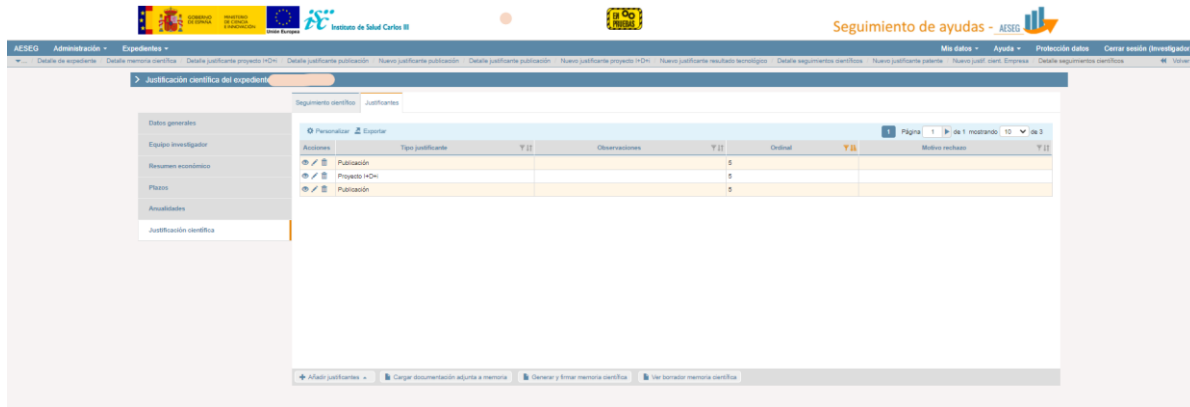 GOBIERNO DE ESPAÑA
MINISTERIO DE CIENCIA E INNOVACIÓN
Unión Europea
isc Instituto de Salud Carlos III
EN PRUEBAS
Seguimiento de ayudas - AESEG
AESEG Administración Expedientes Mis datos Ayuda Protección datos Cerrar sesión (Investigador
... Detalle de expediente Detalle memoria científica Detalle justificante proyecto I+D+i Detalle justificante publicación Nuevo justificante publicación Detalle justificante publicación Nuevo justificante proyecto I+D+i Nuevo justificante resultado tecnológico Detalle seguimientos científicos Nuevo justificante patente Nuevo justif. cient. Empresa Detalle seguimientos científicos Volver
Justificación científica del expediente
Seguimiento científico Justificantes
Datos generales
Equipo investigador
Resumen económico
Plazos
Anualidades
Justificación científica
Personalizar Exportar 1 Página 1 de 1 mostrando 10 de 3
Acciones Tipo justificante Observaciones Ordinal Motivo rechazo
Publicación 5
Proyecto I+D+i 5
Publicación 5
Añadir justificantes Cargar documentación adjunta a memoria Generar y firmar memoria científica Ver borrador memoria científica